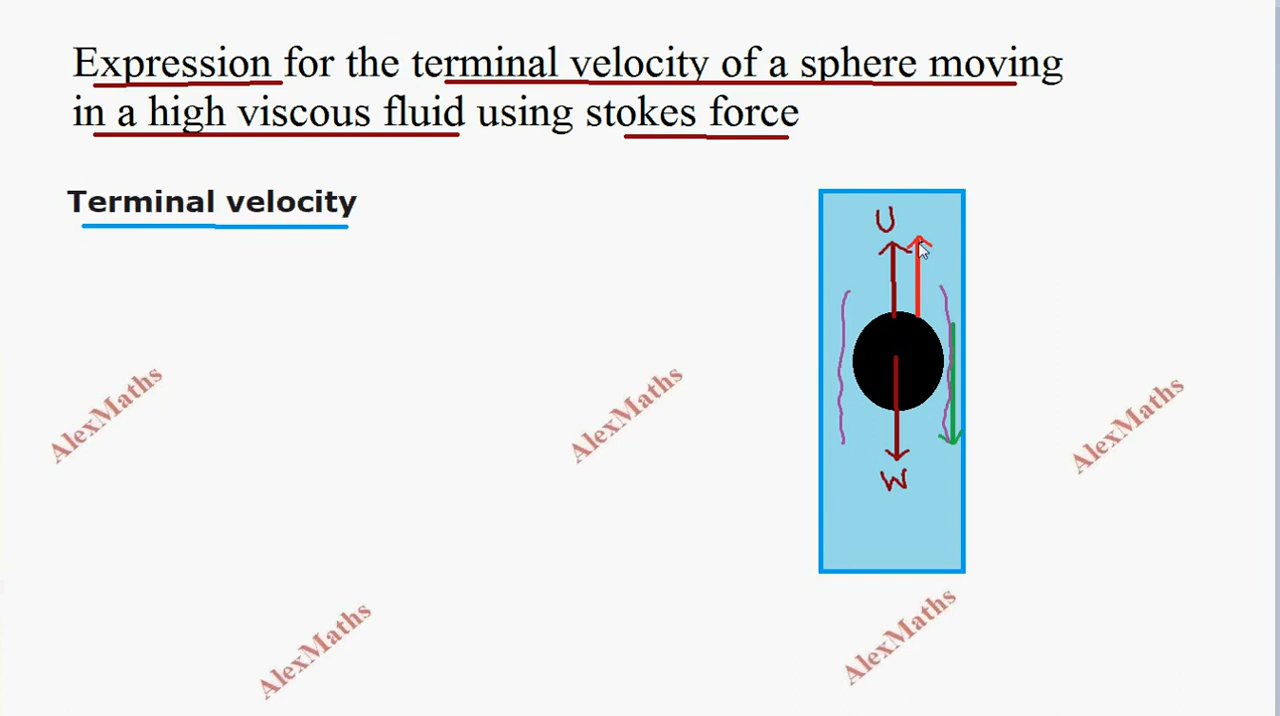 Expression for the terminal velocity of a sphere moving
in a high viscous fluid using stokes force
Terminal velocity
U
W
AlexMaths
AlexMaths
AlexMaths
AlexMaths
AlexMaths